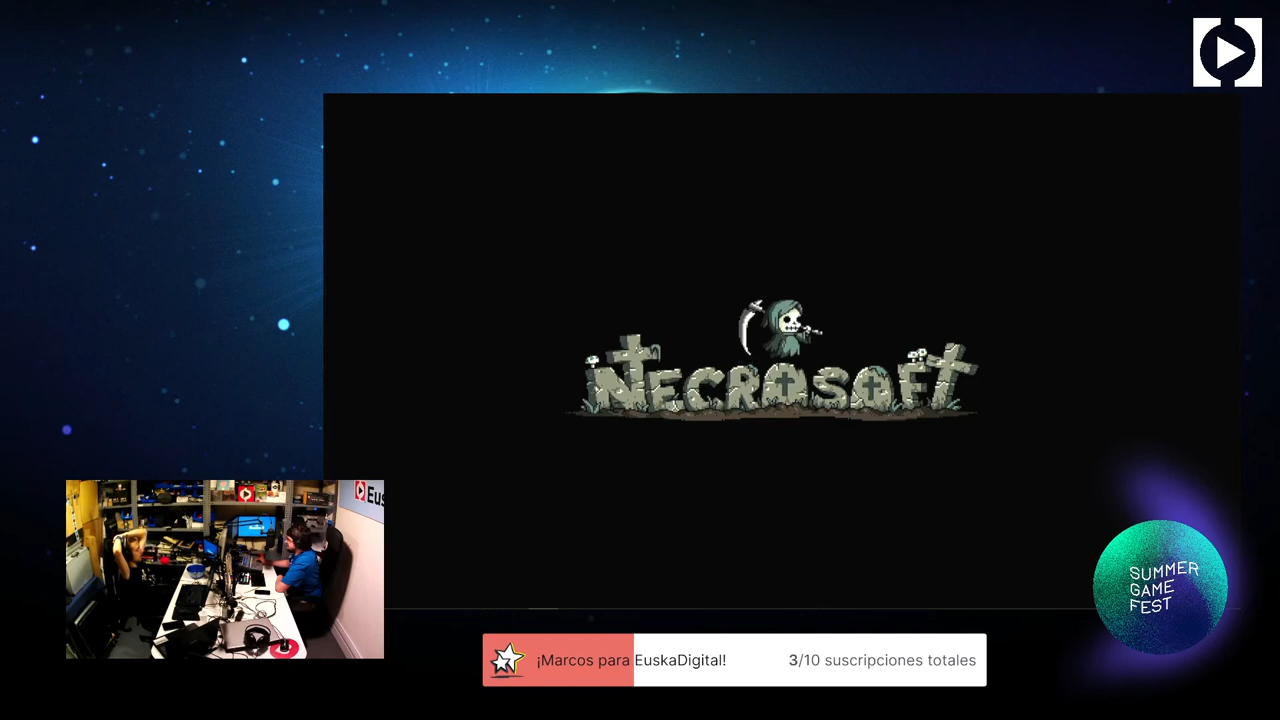 NECROSOFT
Eus
SUMMER
GAME
FEST
¡Marcos para EuskaDigital! 3/10 suscripciones totales